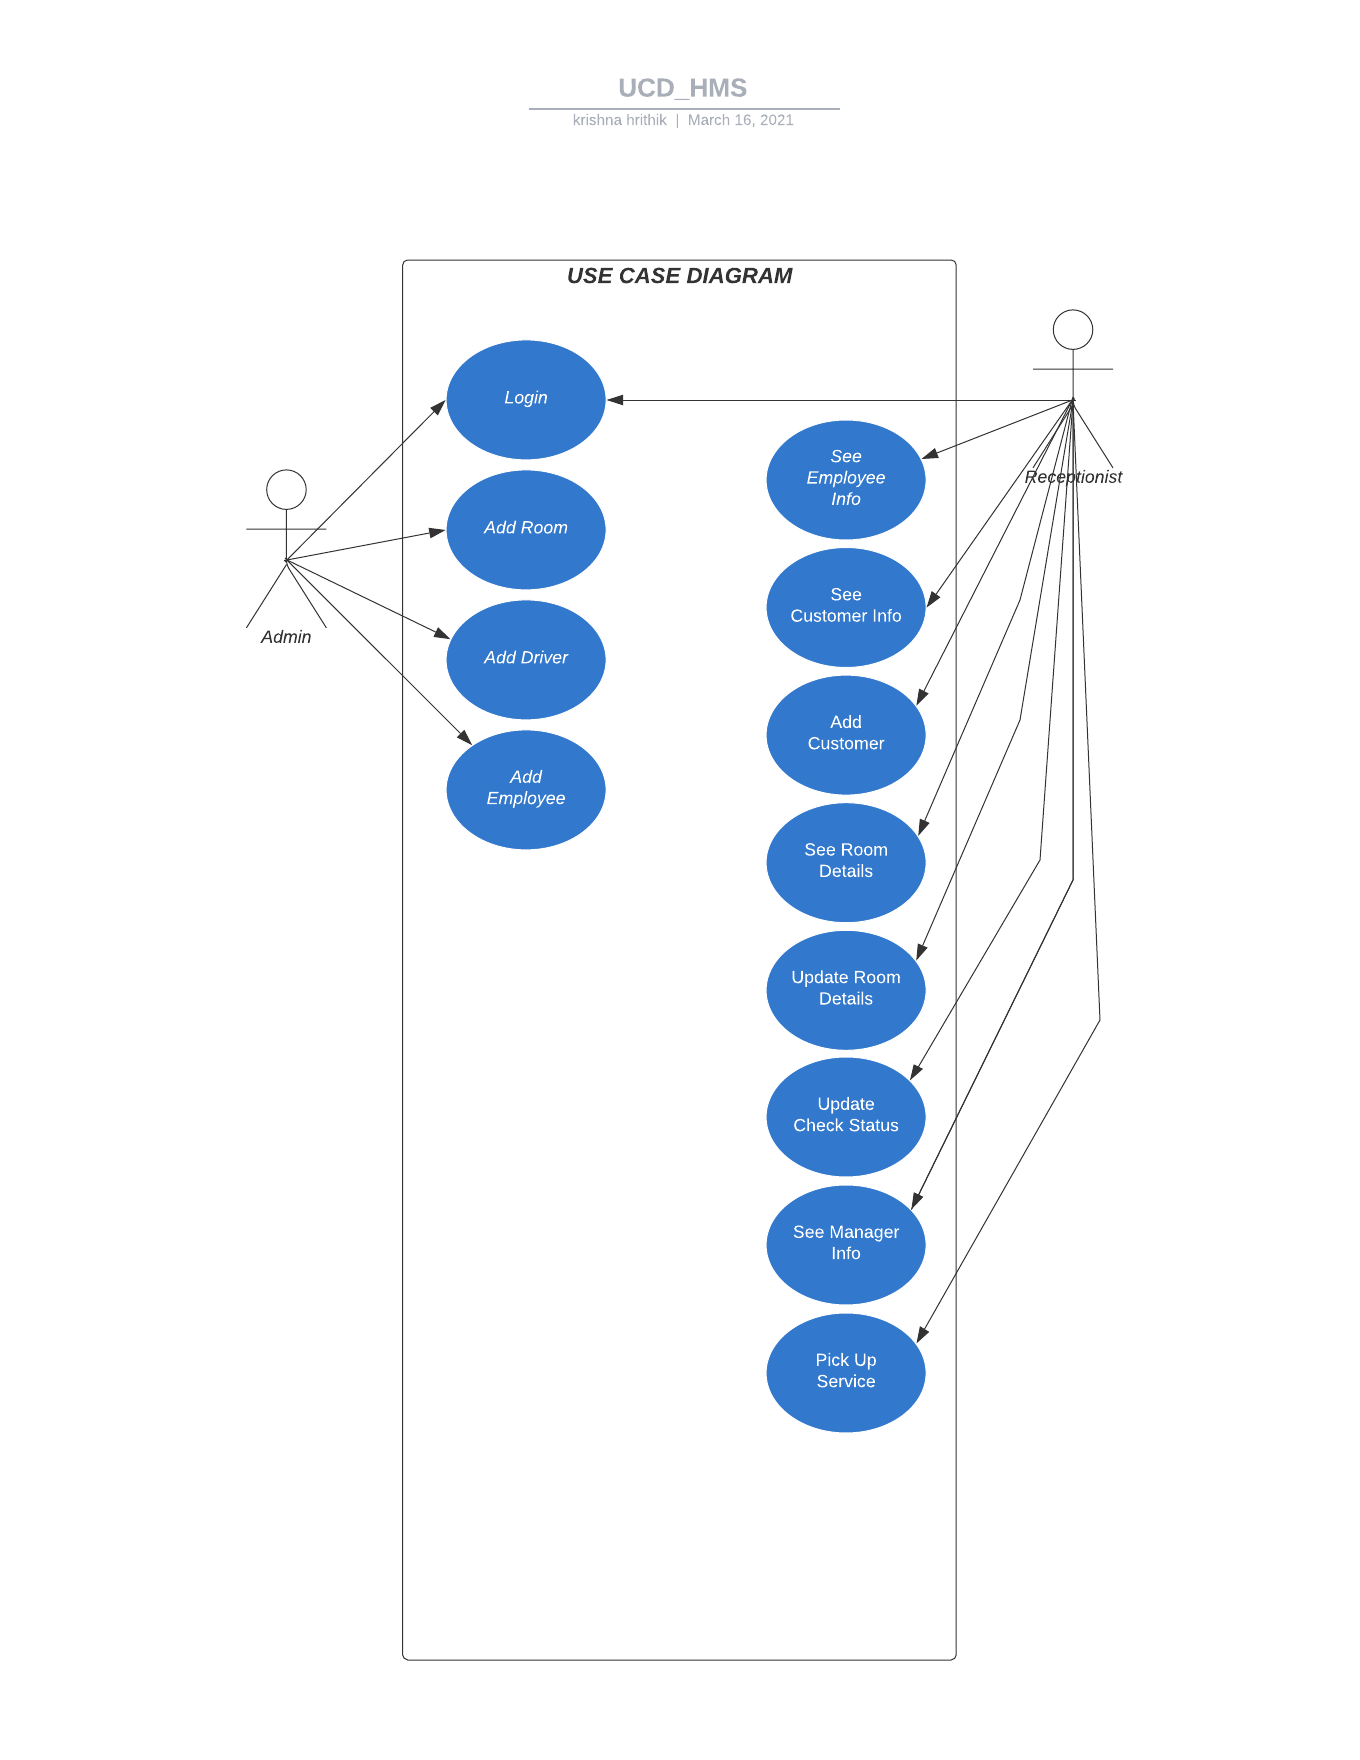 UCD_HMS
krishna hrithik | March 16, 2021
USE CASE DIAGRAM
Login
Add Room
Add Driver
Add
Employee
Admin
Receptionist
See
Employee
Info
See
Customer Info
Add
Customer
See Room
Details
Update Room
Details
Update
Check Status
See Manager
Info
Pick Up
Service